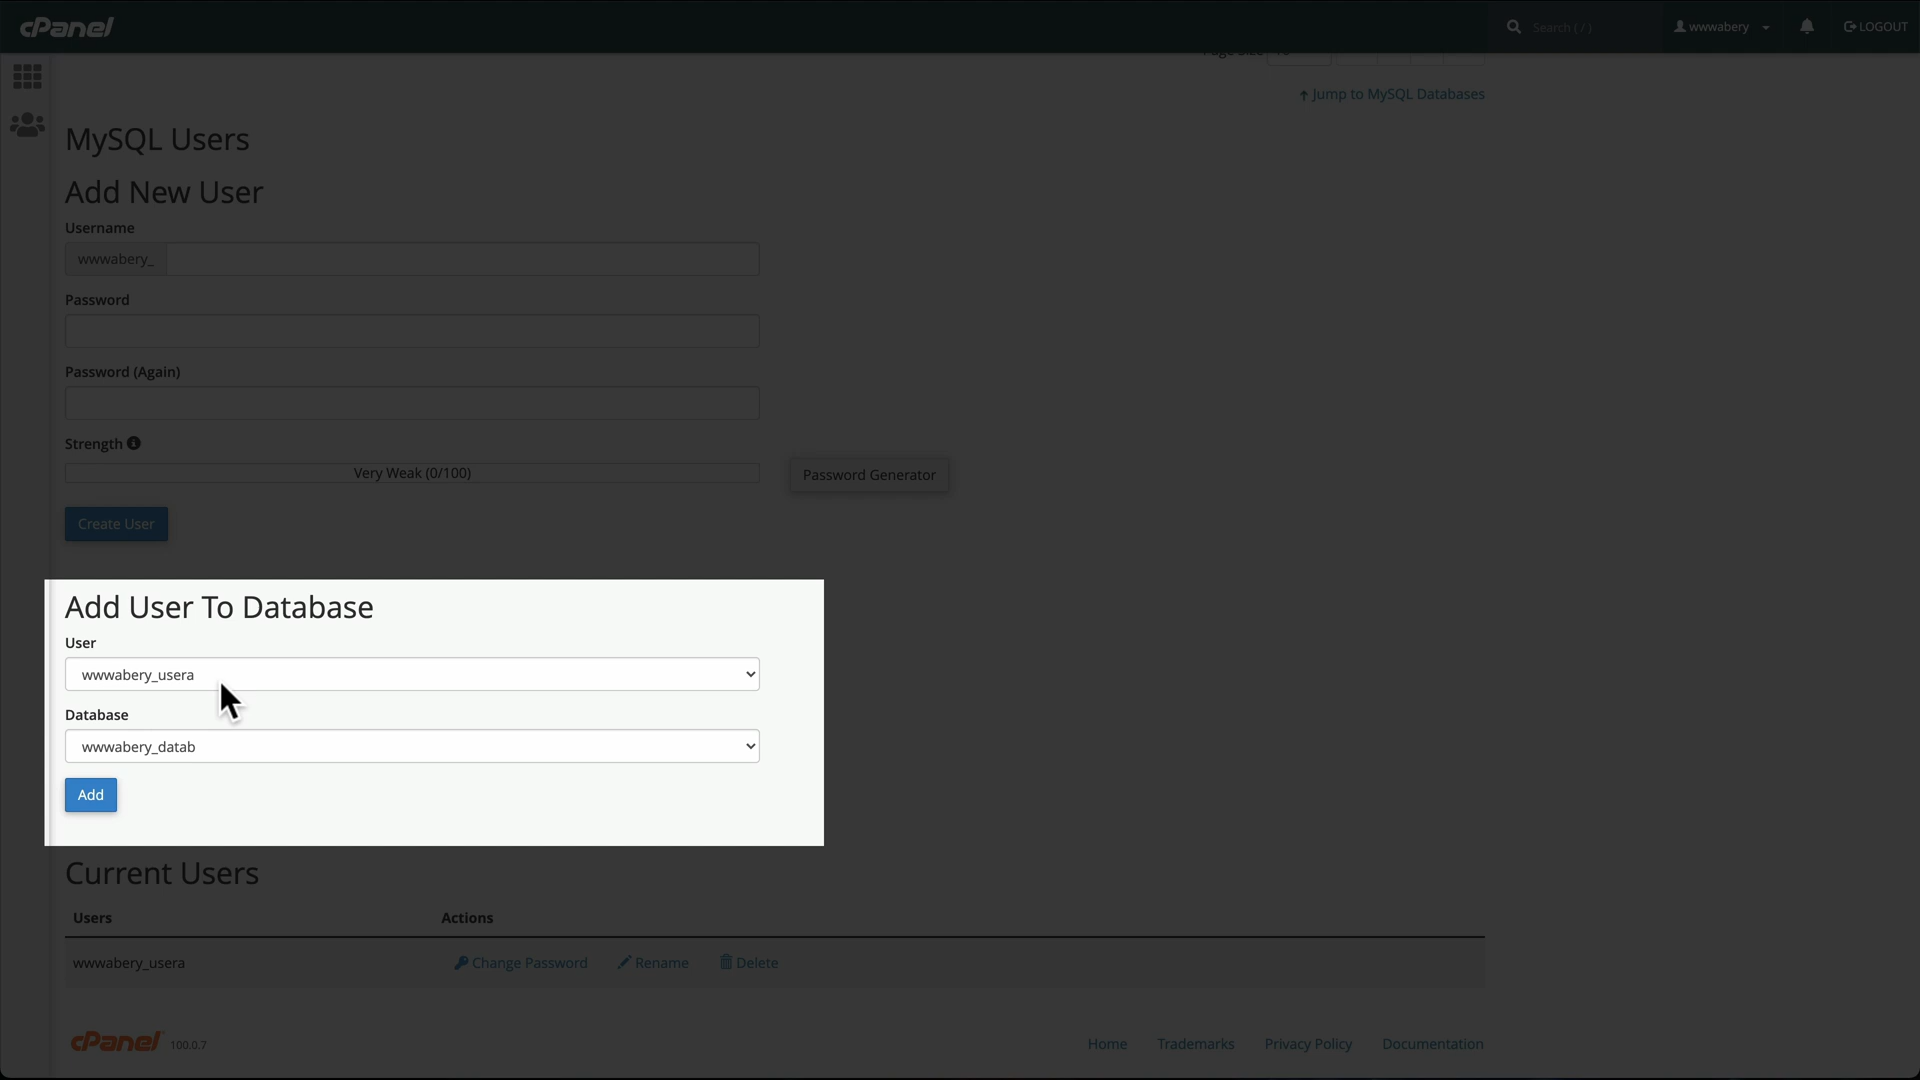 cPanel
Search ( / )
wwwabery
LOGOUT
Jump to MySQL Databases
MySQL Users
Add New User
Username
wwwabery_
Password
Password (Again)
Strength
Very Weak (0/100)
Password Generator
Create User
Add User To Database
User
wwwabery_usera
Database
wwwabery_datab
Add
Current Users
Users Actions
wwwabery_usera Change Password Rename Delete
cPanel 100.0.7 Home Trademarks Privacy Policy Documentation